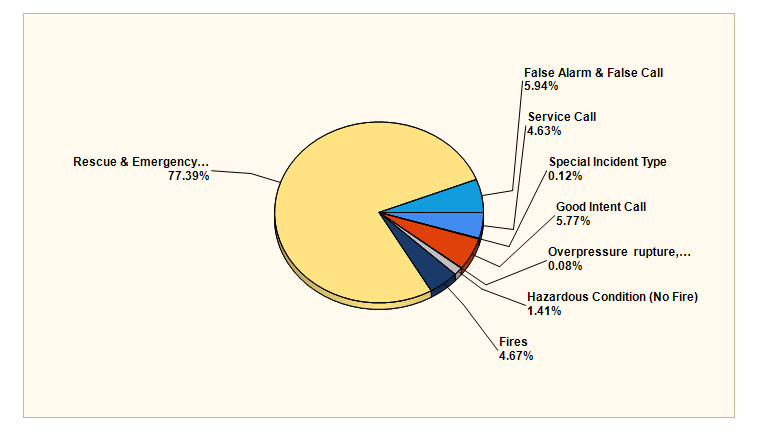 False Alarm & False Call
5.94%
Service Call
4.63%
Rescue & Emergency...
77.39%
Special Incident Type
0.12%
Good Intent Call
5.77%
Overpressure rupture,...
0.08%
Hazardous Condition (No Fire)
1.41%
Fires
4.67%